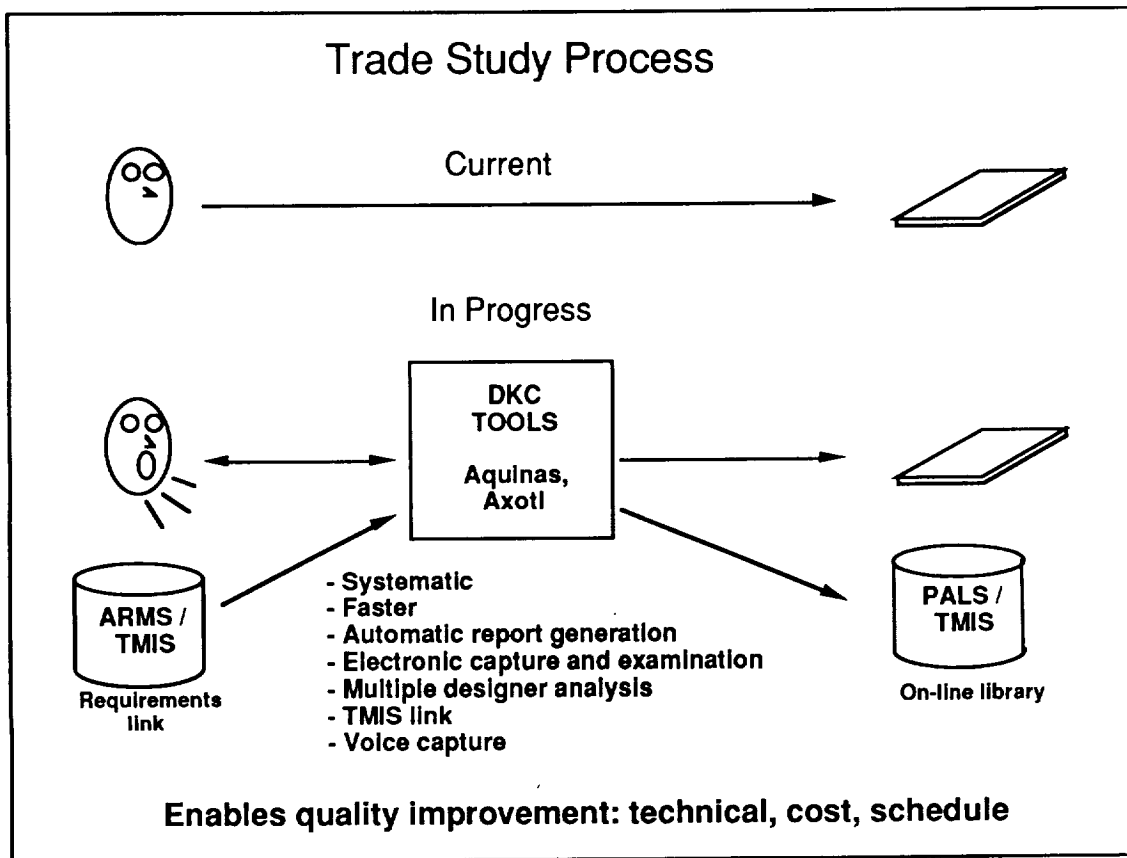 Trade Study Process
Current
In Progress
DKC
TOOLS
Aquinas,
Axotl
ARMS /
TMIS
Requirements
link
- Systematic
- Faster
- Automatic report generation
- Electronic capture and examination
- Multiple designer analysis
- TMIS link
- Voice capture
PALS /
TMIS
On-line library
Enables quality improvement: technical, cost, schedule